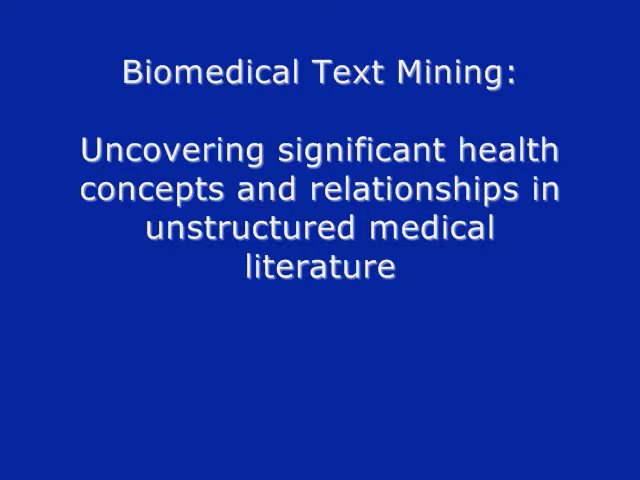 Biomedical Text Mining:
Uncovering significant health
concepts and relationships in
unstructured medical
literature